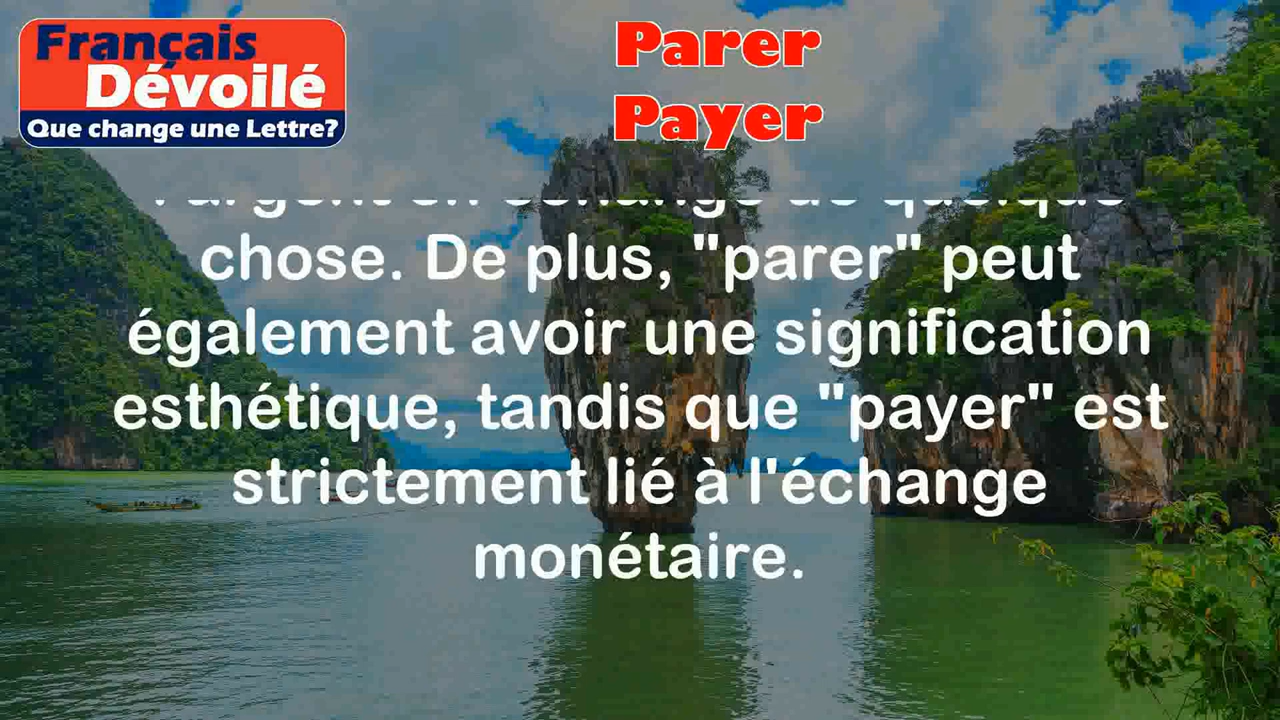 Français
Dévoilé
Que change une Lettre?
Parer
Payer
chose. De plus, "parer" peut
également avoir une signification
esthétique, tandis que "payer" est
strictement lié à l'échange
monétaire.